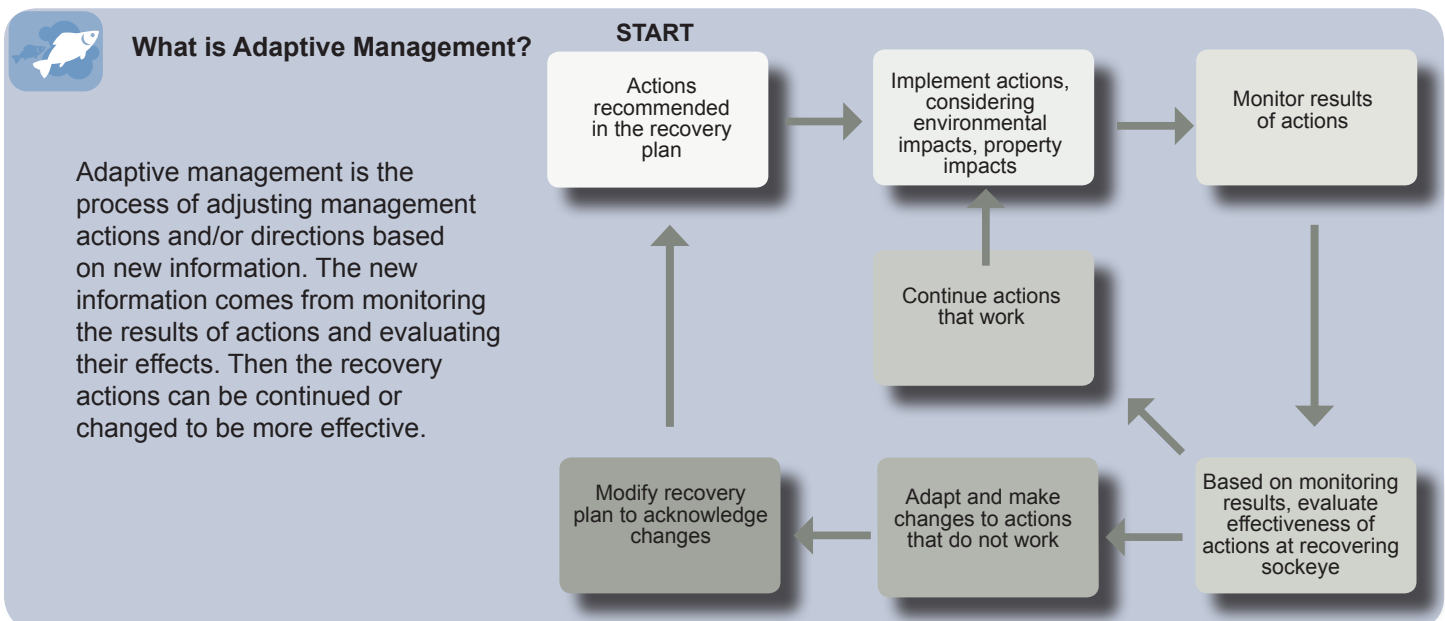 What is Adaptive Management?
Adaptive management is the
process of adjusting management
actions and/or directions based
on new information. The new
information comes from monitoring
the results of actions and evaluating
their effects. Then the recovery
actions can be continued or
changed to be more effective.
START
Actions
recommended
in the recovery
plan
Implement actions,
considering
environmental
impacts, property
impacts
Monitor results
of actions
Continue actions
that work
Based on monitoring
results, evaluate
effectiveness of
actions at recovering
sockeye
Adapt and make
changes to actions
that do not work
Modify recovery
plan to acknowledge
changes